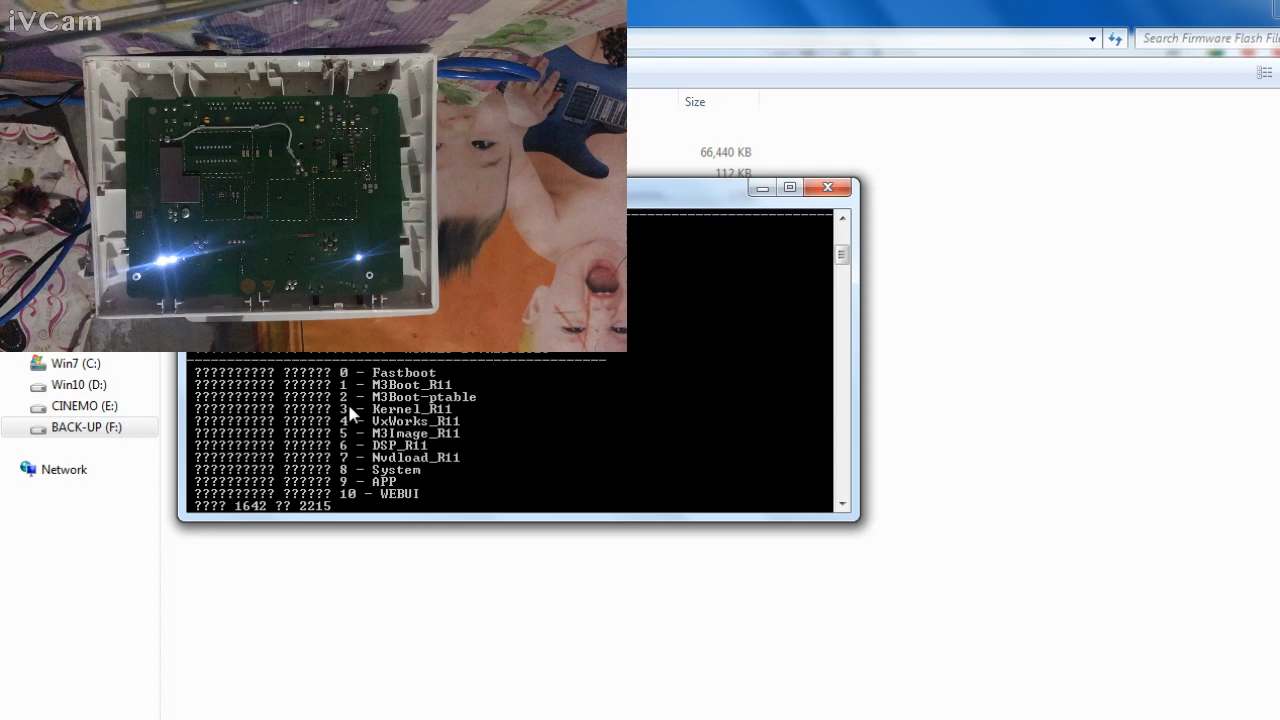 iVCam
Search Firmware Flash
Size
66,440 KB
112 KB
Win7 (C:)
Win10 (D:)
CINEMO (E:)
BACK-UP (F:)
Network
?????????? ?????? 0 - Fastboot
?????????? ?????? 1 - M3Boot_R11
?????????? ?????? 2 - M3Boot-ptable
?????????? ?????? 3 - Kernel_R11
?????????? ?????? 4 - VxWorks_R11
?????????? ?????? 5 - M3Image_R11
?????????? ?????? 6 - DSP_R11
?????????? ?????? 7 - Nvdload_R11
?????????? ?????? 8 - System
?????????? ?????? 9 - APP
?????????? ?????? 10 - WEBUI
???? 1642 ?? 2215